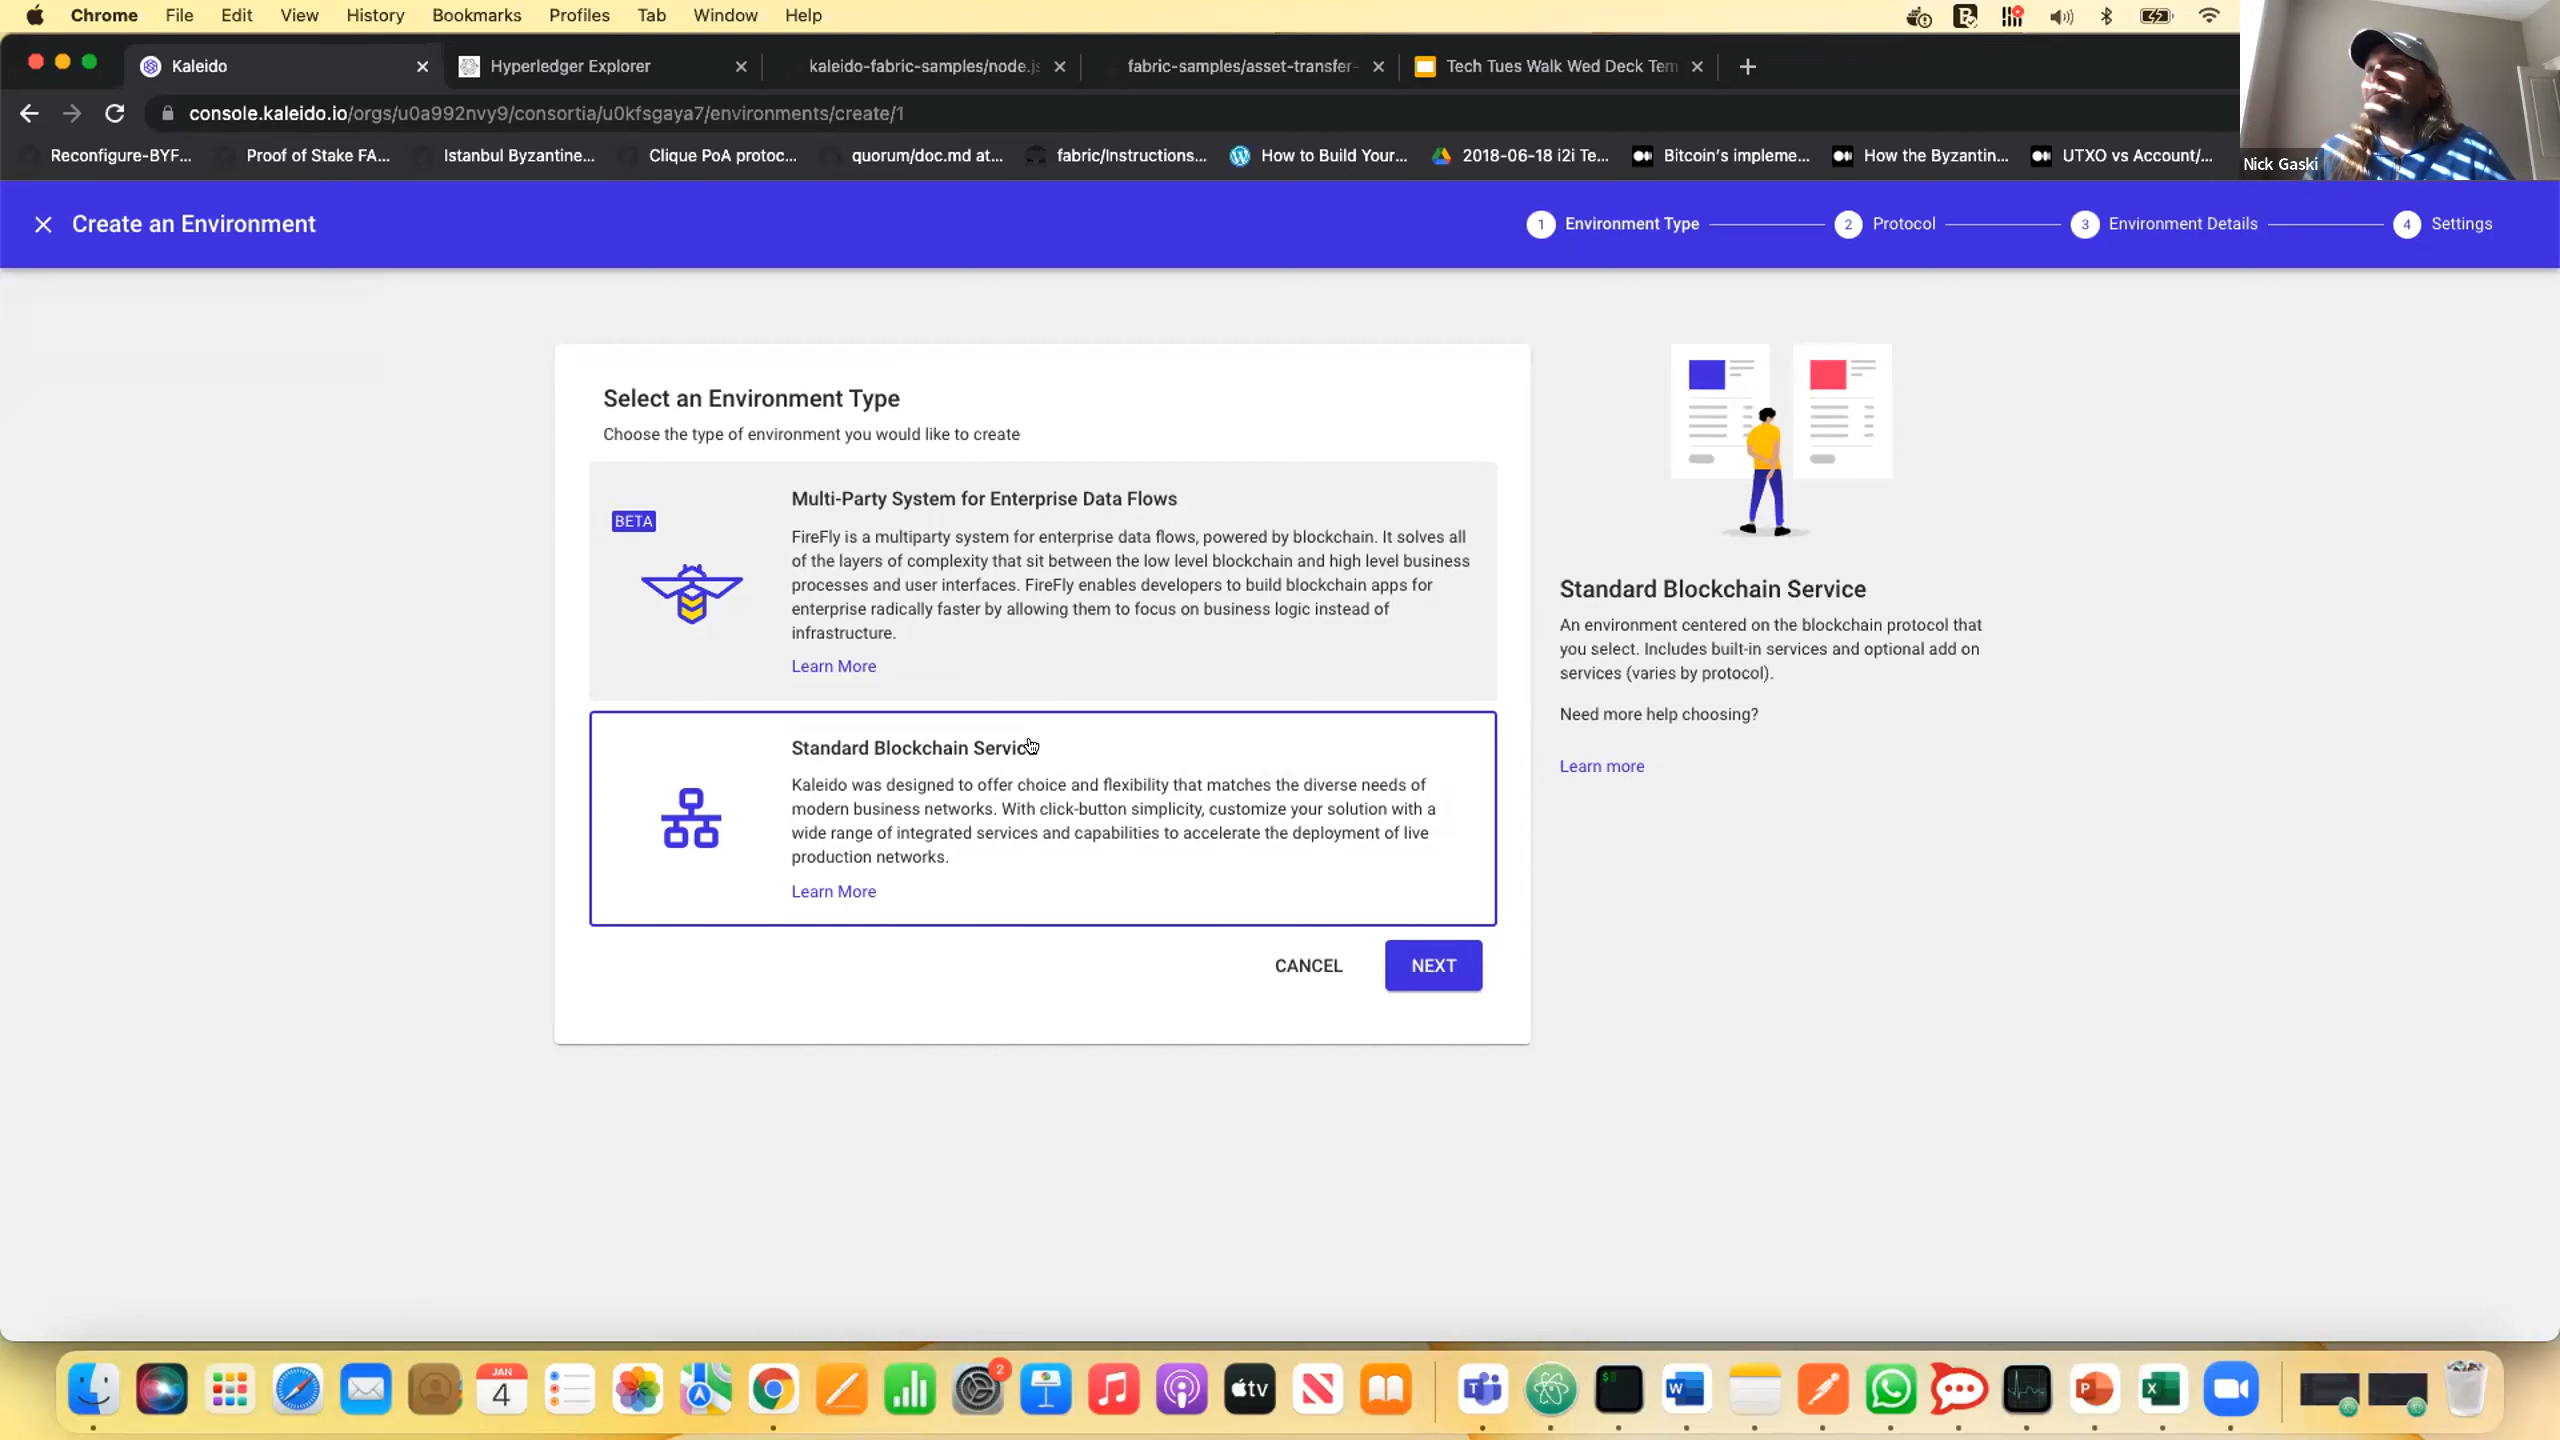 Chrome File Edit View History Bookmarks Profiles Tab Window Help
Kaleido
Hyperledger Explorer
kaleido-fabric-samples/node.js
fabric-samples/asset-transfer-
Tech Tues Walk Wed Deck Tem
console.kaleido.io/orgs/u0a992nvy9/consortia/u0kfsgaya7/environments/create/1
Reconfigure-BYF...
Proof of Stake FA...
Istanbul Byzantine...
Clique PoA protoc...
quorum/doc.md at...
fabric/Instructions...
How to Build Your...
2018-06-18 i2i Te...
Bitcoin's impleme...
How the Byzantin...
UTXO vs Account/...
Nick Gaski
Create an Environment
1 Environment Type
2 Protocol
3 Environment Details
4 Settings
Select an Environment Type
Choose the type of environment you would like to create
BETA
Multi-Party System for Enterprise Data Flows
FireFly is a multiparty system for enterprise data flows, powered by blockchain. It solves all
of the layers of complexity that sit between the low level blockchain and high level business
processes and user interfaces. FireFly enables developers to build blockchain apps for
enterprise radically faster by allowing them to focus on business logic instead of
infrastructure.
Learn More
Standard Blockchain Service
Kaleido was designed to offer choice and flexibility that matches the diverse needs of
modern business networks. With click-button simplicity, customize your solution with a
wide range of integrated services and capabilities to accelerate the deployment of live
production networks.
Learn More
CANCEL
NEXT
Standard Blockchain Service
An environment centered on the blockchain protocol that
you select. Includes built-in services and optional add on
services (varies by protocol).
Need more help choosing?
Learn more
JAN
4
2
tv